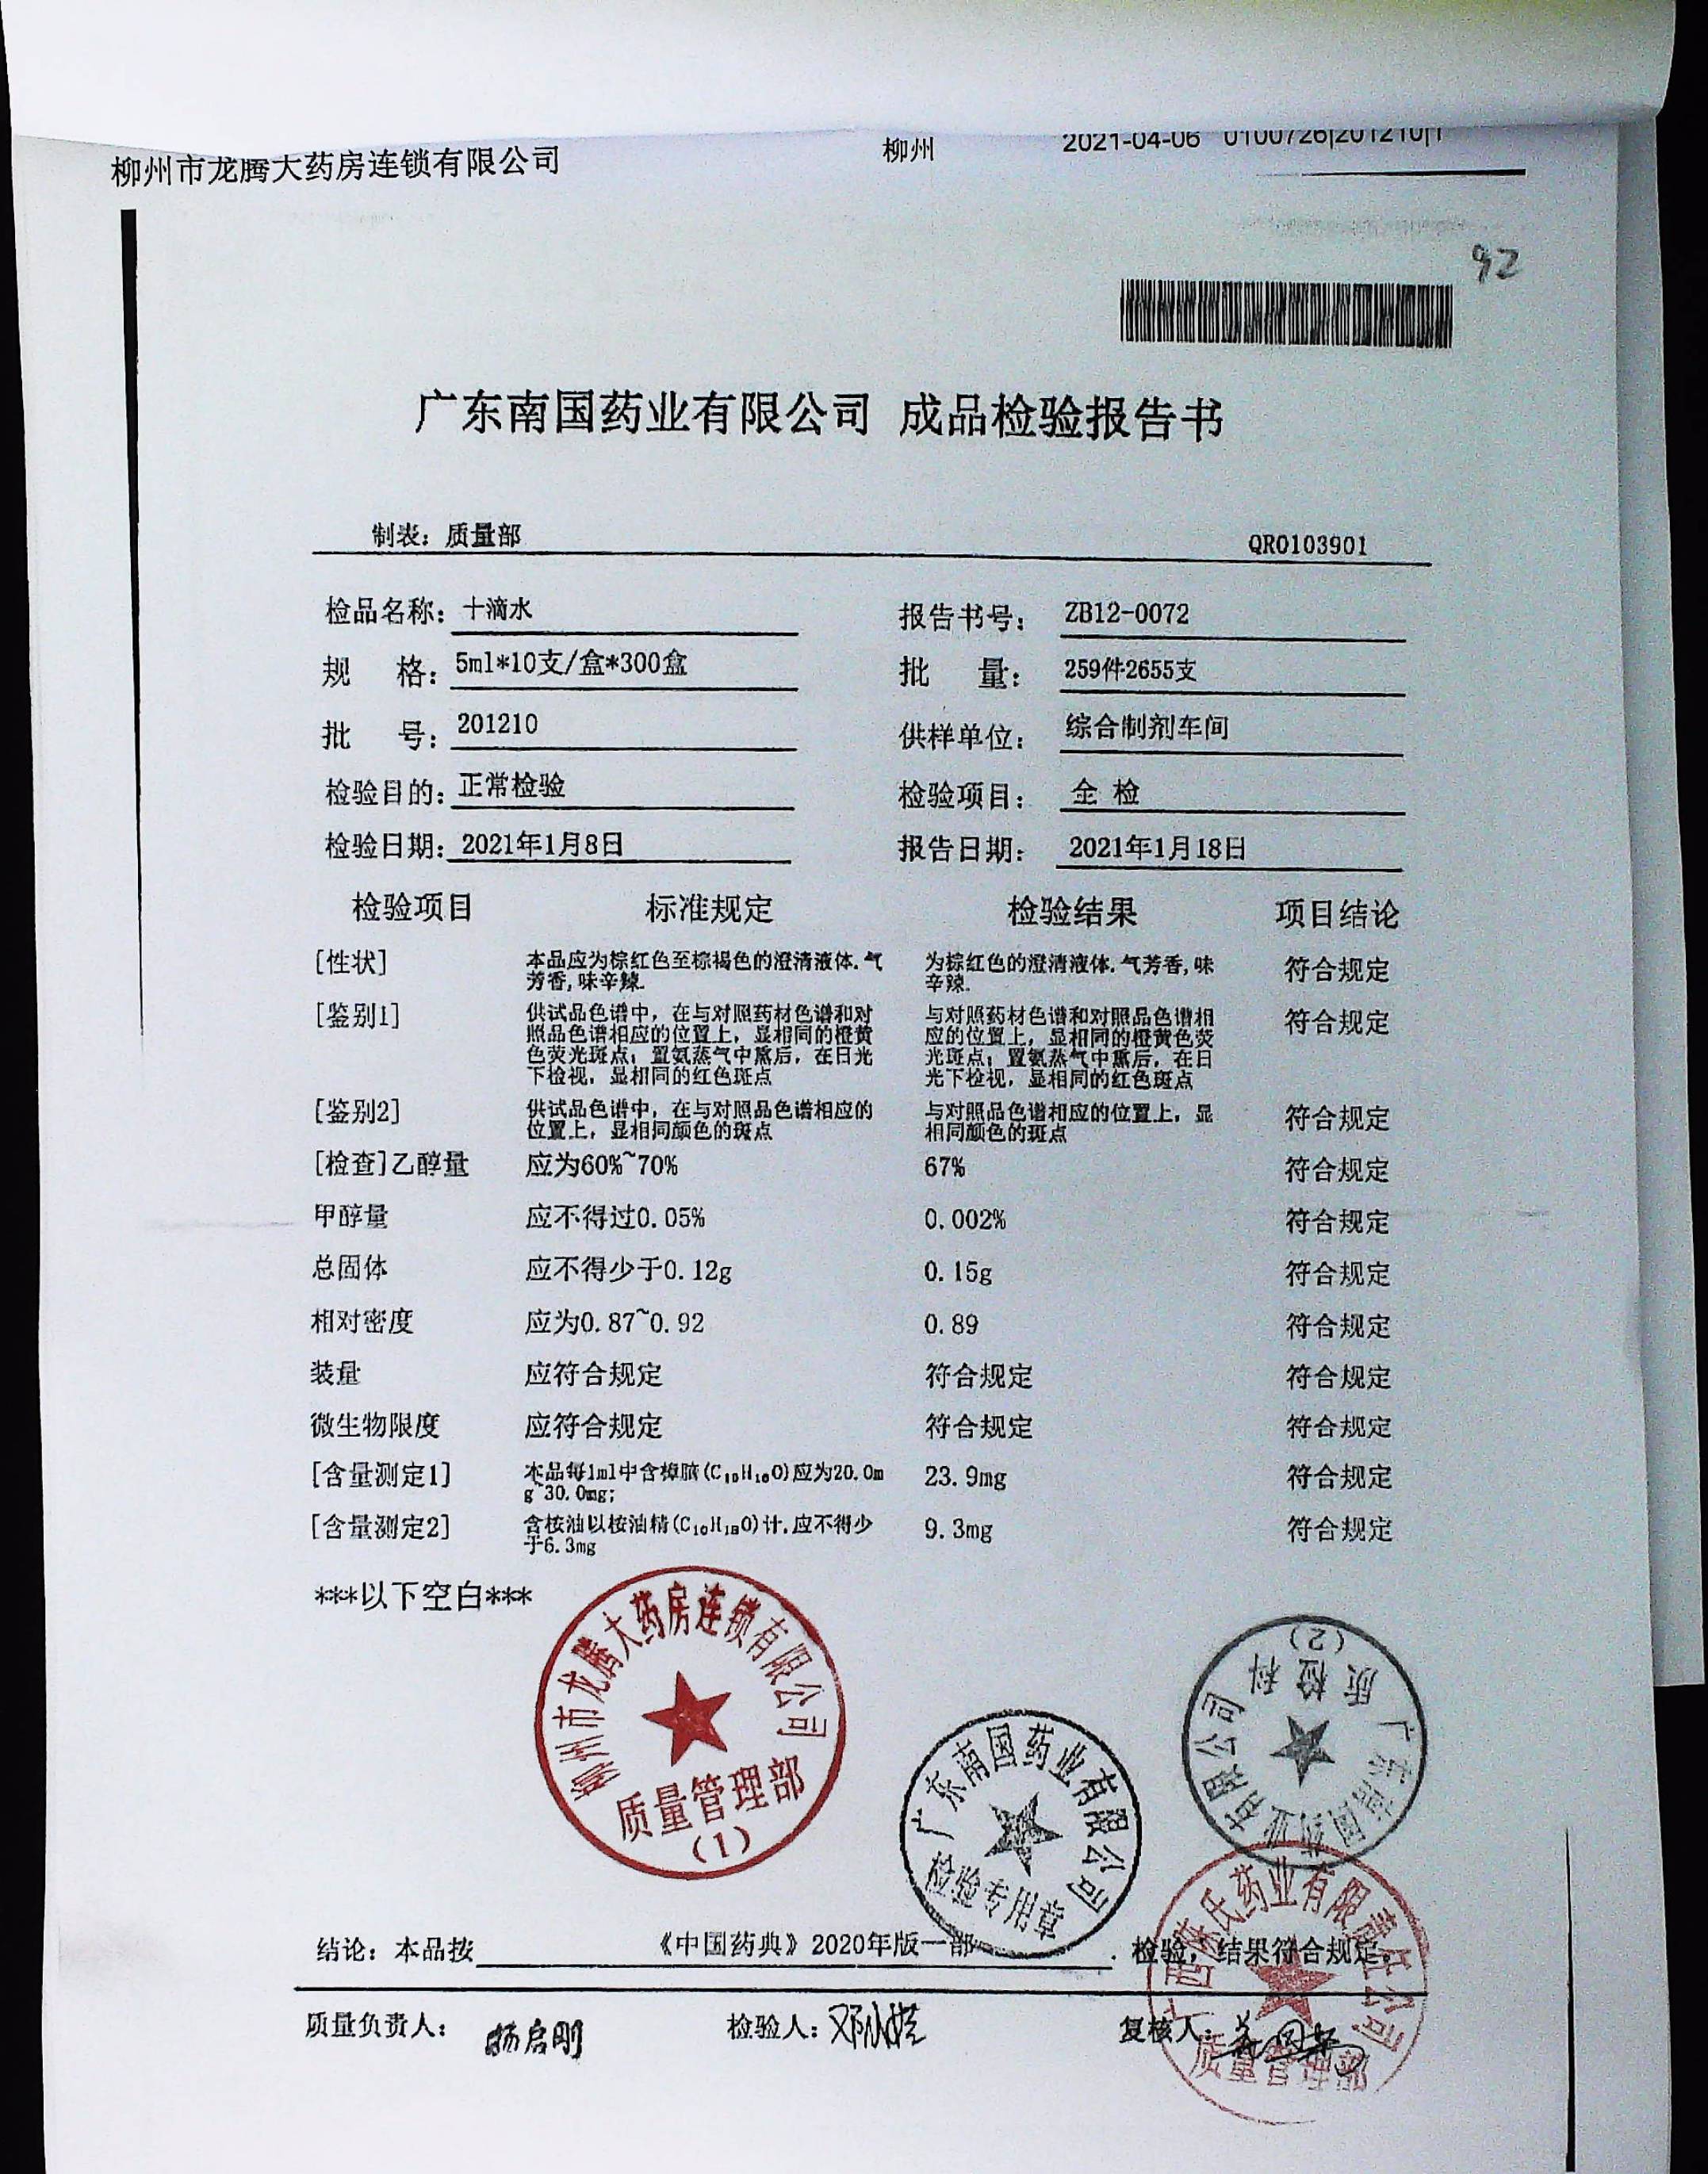 柳州市龙腾大药房连锁有限公司 柳州 2021-04-06 0100726|201210|1
92
广东南国药业有限公司 成品检验报告书
制表：质量部 QR0103901
检品名称：十滴水 报告书号：ZB12-0072
规 格：5ml*10支/盒*300盒 批 量：259件2655支
批 号：201210 供样单位：综合制剂车间
检验目的：正常检验 检验项目：全 检
检验日期：2021年1月8日 报告日期：2021年1月18日
检验项目 标准规定 检验结果 项目结论
[性状] 本品应为棕红色至棕褐色的澄清液体.气 为棕红色的澄清液体.气芳香,味 符合规定
芳香,味辛辣. 辛辣.
[鉴别1] 供试品色谱中，在与对照药材色谱和对 与对照药材色谱和对照品色谱相 符合规定
照品色谱相应的位置上，显相同的橙黄 应的位置上，显相同的橙黄色荧
色荧光斑点；置氨蒸气中熏后，在日光 光斑点；置氨蒸气中熏后，在日
下检视，显相同的红色斑点 光下检视，显相同的红色斑点
[鉴别2] 供试品色谱中，在与对照品色谱相应的 与对照品色谱相应的位置上，显 符合规定
位置上，显相同颜色的斑点 相同颜色的斑点
[检查]乙醇量 应为60%~70% 67% 符合规定
甲醇量 应不得过0.05% 0.002% 符合规定
总固体 应不得少于0.12g 0.15g 符合规定
相对密度 应为0.87~0.92 0.89 符合规定
装量 应符合规定 符合规定 符合规定
微生物限度 应符合规定 符合规定 符合规定
[含量测定1] 本品每1ml中含樟脑(C₁₀H₁₆O)应为20.0m 23.9mg 符合规定
g~30.0mg;
[含量测定2] 含桉油以桉油精(C₁₀H₁₈O)计.应不得少 9.3mg 符合规定
于6.3mg
***以下空白***
柳州市龙腾大药房连锁有限公司
质量管理部
(1)
广东南国药业有限公司
检验专用章
广东南国药业有限公司
质检科
(2)
氏药业有限责任公司
质量管理部
结论：本品按 《中国药典》2020年版一部 .检验，结果符合规定。
质量负责人：杨启刚 检验人： 复核人：